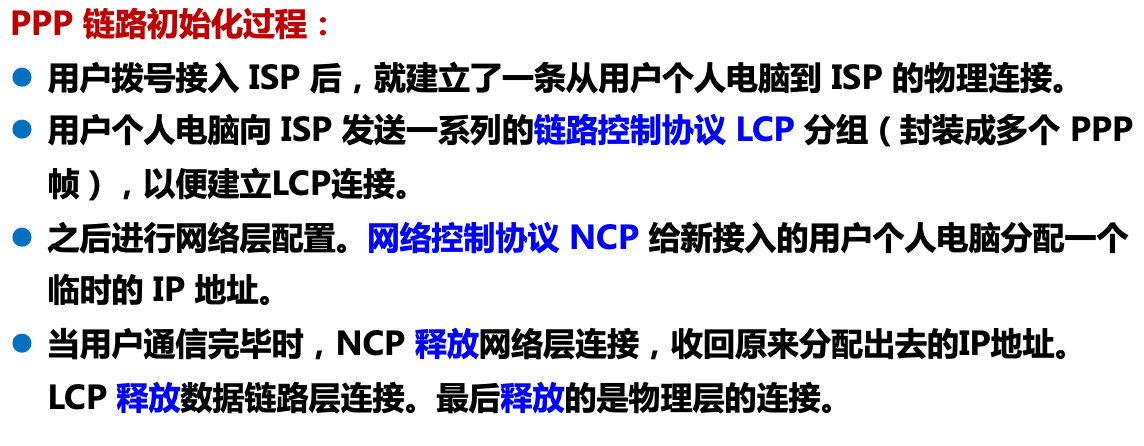 PPP 链路初始化过程：
● 用户拨号接入 ISP 后，就建立了一条从用户个人电脑到 ISP 的物理连接。
● 用户个人电脑向 ISP 发送一系列的链路控制协议 LCP 分组（封装成多个 PPP
帧），以便建立LCP连接。
● 之后进行网络层配置。网络控制协议 NCP 给新接入的用户个人电脑分配一个
临时的 IP 地址。
● 当用户通信完毕时，NCP 释放网络层连接，收回原来分配出去的IP地址。
LCP 释放数据链路层连接。最后释放的是物理层的连接。